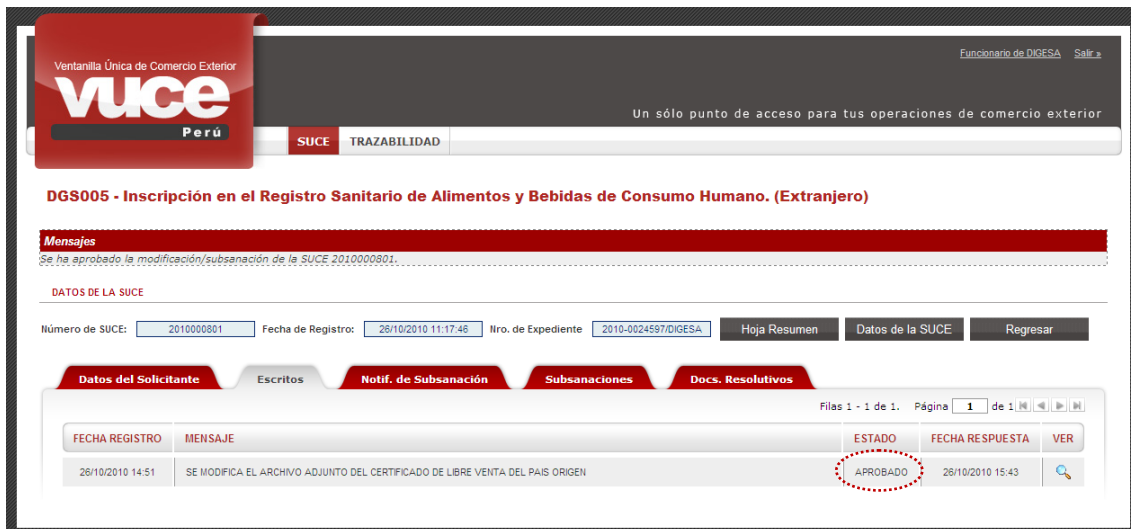 Ventanilla Única de Comercio Exterior
vuce
Perú
Funcionario de DIGESA Salir »
Un sólo punto de acceso para tus operaciones de comercio exterior
SUCE TRAZABILIDAD
DGS005 - Inscripción en el Registro Sanitario de Alimentos y Bebidas de Consumo Humano. (Extranjero)
Mensajes
Se ha aprobado la modificación/subsanación de la SUCE 2010000801.
DATOS DE LA SUCE
Número de SUCE: 2010000801 Fecha de Registro: 26/10/2010 11:17:46 Nro. de Expediente 2010-0024597/DIGESA Hoja Resumen Datos de la SUCE Regresar
Datos del Solicitante Escritos Notif. de Subsanación Subsanaciones Docs. Resolutivos
Filas 1 - 1 de 1. Página 1 de 1
FECHA REGISTRO MENSAJE ESTADO FECHA RESPUESTA VER
26/10/2010 14:51 SE MODIFICA EL ARCHIVO ADJUNTO DEL CERTIFICADO DE LIBRE VENTA DEL PAIS ORIGEN APROBADO 26/10/2010 15:43